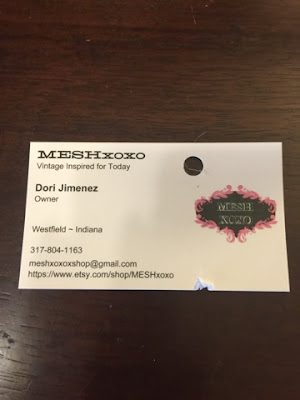 MESHxoxo
Vintage Inspired for Today
Dori Jimenez
Owner
MESH
XOXO
Westfield ~ Indiana
317-804-1163
meshxoxoxshop@gmail.com
https://www.etsy.com/shop/MESHxoxo